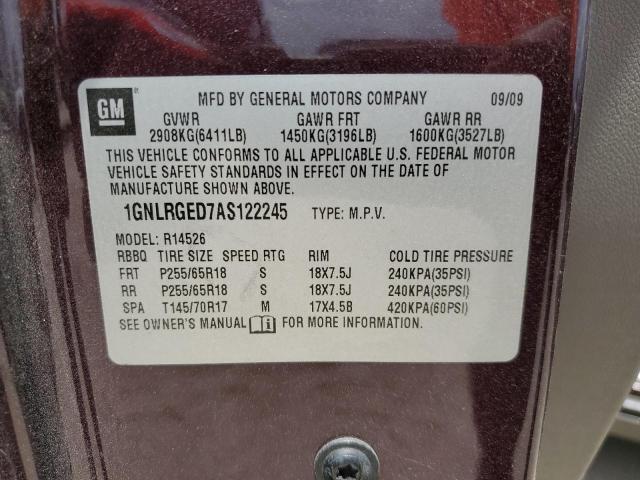 GM
MFD BY GENERAL MOTORS COMPANY 09/09
GVWR GAWR FRT GAWR RR
2908KG(6411LB) 1450KG(3196LB) 1600KG(3527LB)
THIS VEHICLE CONFORMS TO ALL APPLICABLE U.S. FEDERAL MOTOR
VEHICLE SAFETY STANDARDS IN EFFECT ON THE DATE OF
MANUFACTURE SHOWN ABOVE.
1GNLRGED7AS122245 TYPE: M.P.V.
MODEL: R14526
RBBQ TIRE SIZE SPEED RTG RIM COLD TIRE PRESSURE
FRT P255/65R18 S 18X7.5J 240KPA(35PSI)
RR P255/65R18 S 18X7.5J 240KPA(35PSI)
SPA T145/70R17 M 17X4.5B 420KPA(60PSI)
SEE OWNER'S MANUAL i FOR MORE INFORMATION.